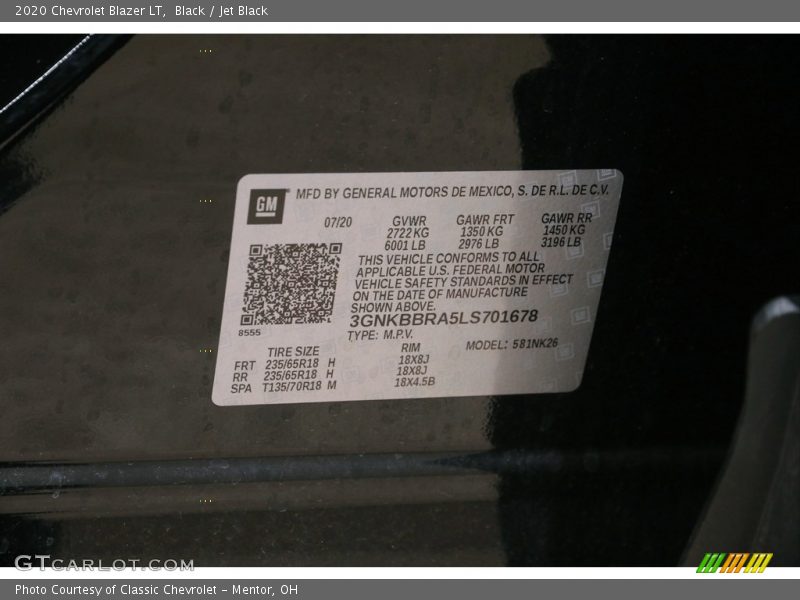 2020 Chevrolet Blazer LT, Black / Jet Black
GM MFD BY GENERAL MOTORS DE MEXICO, S. DE R.L. DE C.V.
07/20 GVWR GAWR FRT GAWR RR
2722 KG 1350 KG 1450 KG
6001 LB 2976 LB 3196 LB
THIS VEHICLE CONFORMS TO ALL
APPLICABLE U.S. FEDERAL MOTOR
VEHICLE SAFETY STANDARDS IN EFFECT
ON THE DATE OF MANUFACTURE
SHOWN ABOVE.
8555 3GNKBBRA5LS701678
TYPE: M.P.V. MODEL: 581NK26
TIRE SIZE RIM
FRT 235/65R18 H 18X8J
RR 235/65R18 H 18X8J
SPA T135/70R18 M 18X4.5B
GTCARLOT.COM
Photo Courtesy of Classic Chevrolet - Mentor, OH